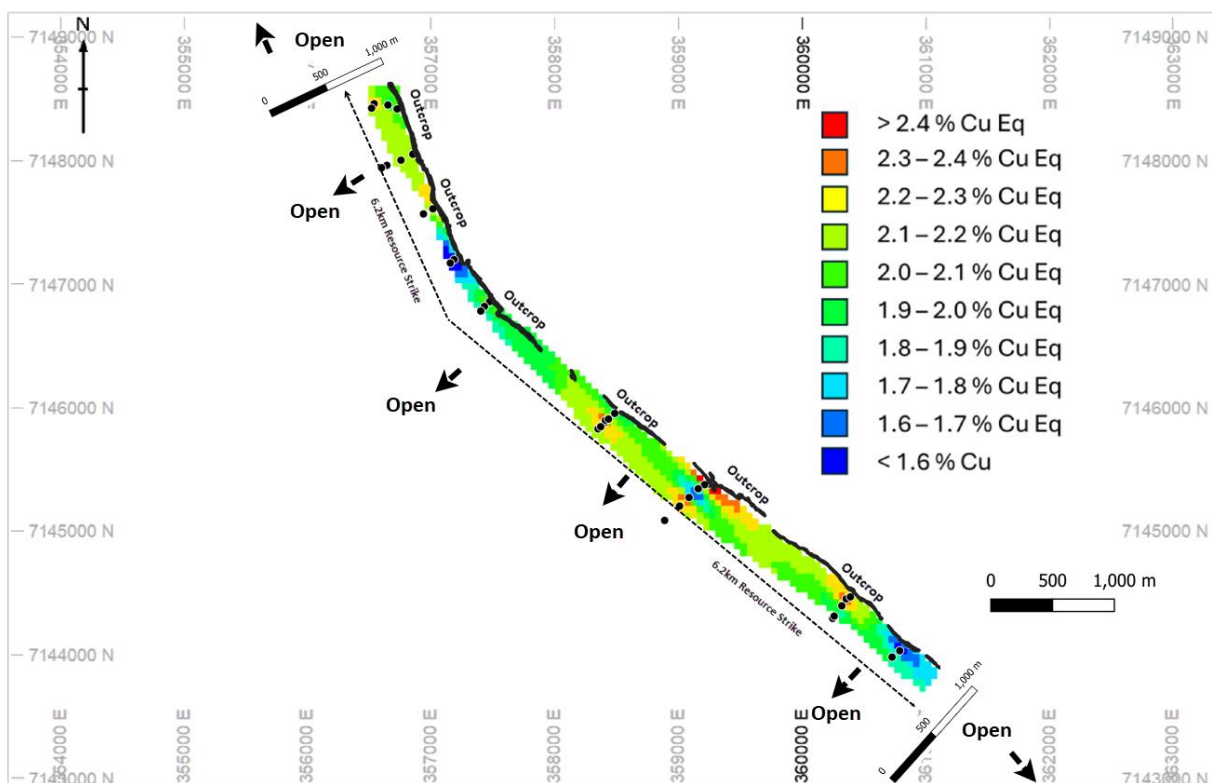 N
7149000 N
7149000 N
354000 E
355000 E
357000 E
358000 E
359000 E
360000 E
361000 E
362000 E
363000 E
Open
0 500 1,000 m
Outcrop
> 2.4 % Cu Eq
2.3 – 2.4 % Cu Eq
2.2 – 2.3 % Cu Eq
2.1 – 2.2 % Cu Eq
2.0 – 2.1 % Cu Eq
1.9 – 2.0 % Cu Eq
1.8 – 1.9 % Cu Eq
1.7 – 1.8 % Cu Eq
1.6 – 1.7 % Cu Eq
< 1.6 % Cu
7148000 N
7148000 N
Open
Outcrop
6.2km Resource Strike
7147000 N
7147000 N
Outcrop
Open
7146000 N
7146000 N
Outcrop
Outcrop
Open
7145000 N
7145000 N
6.2km Resource Strike
Outcrop
0 500 1,000 m
7144000 N
7144000 N
Open
0 500 1,000 m
Open
354000 E
355000 E
356000 E
357000 E
358000 E
359000 E
360000 E
362000 E
363000 E
7143000 N